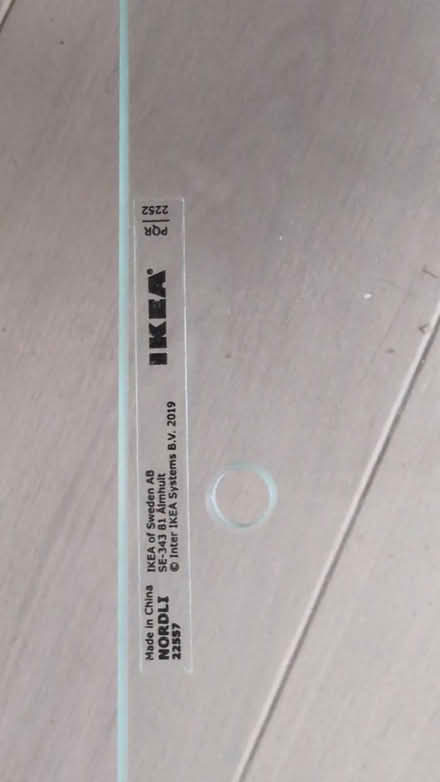 Made in China
NORDLI
22557
IKEA of Sweden AB
SE-343 81 Älmhult
© Inter IKEA Systems B.V. 2019
IKEA®
PQR
2252